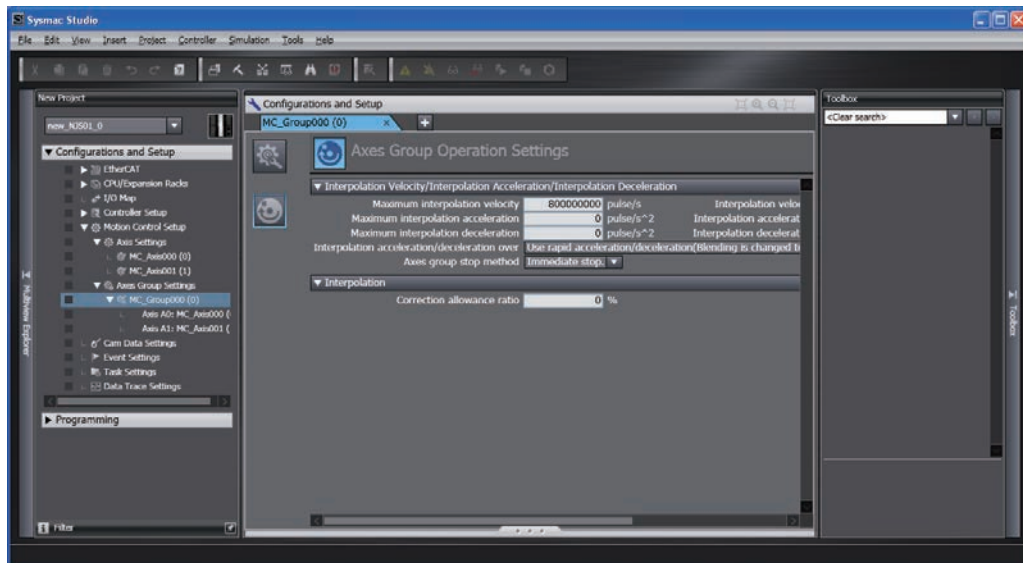 Sysmac Studio
File Edit View Insert Project Controller Simulation Tools Help
New Project
new_NJ501_0
Configurations and Setup
EtherCAT
CPU/Expansion Racks
I/O Map
Controller Setup
Motion Control Setup
Axis Settings
MC_Axis000 (0)
MC_Axis001 (1)
Axes Group Settings
MC_Group000 (0)
Axis A0: MC_Axis000 (
Axis A1: MC_Axis001 (
Cam Data Settings
Event Settings
Task Settings
Data Trace Settings
Programming
Filter
Multiview Explorer
Configurations and Setup
MC_Group000 (0) x +
Axes Group Operation Settings
Interpolation Velocity/Interpolation Acceleration/Interpolation Deceleration
Maximum interpolation velocity 800000000 pulse/s Interpolation velo
Maximum interpolation acceleration 0 pulse/s^2 Interpolation accelerat
Maximum interpolation deceleration 0 pulse/s^2 Interpolation decelerat
Interpolation acceleration/deceleration over Use rapid acceleration/deceleration(Blending is changed t
Axes group stop method Immediate stop.
Interpolation
Correction allowance ratio 0 %
Toolbox
<Clear search>
Toolbox